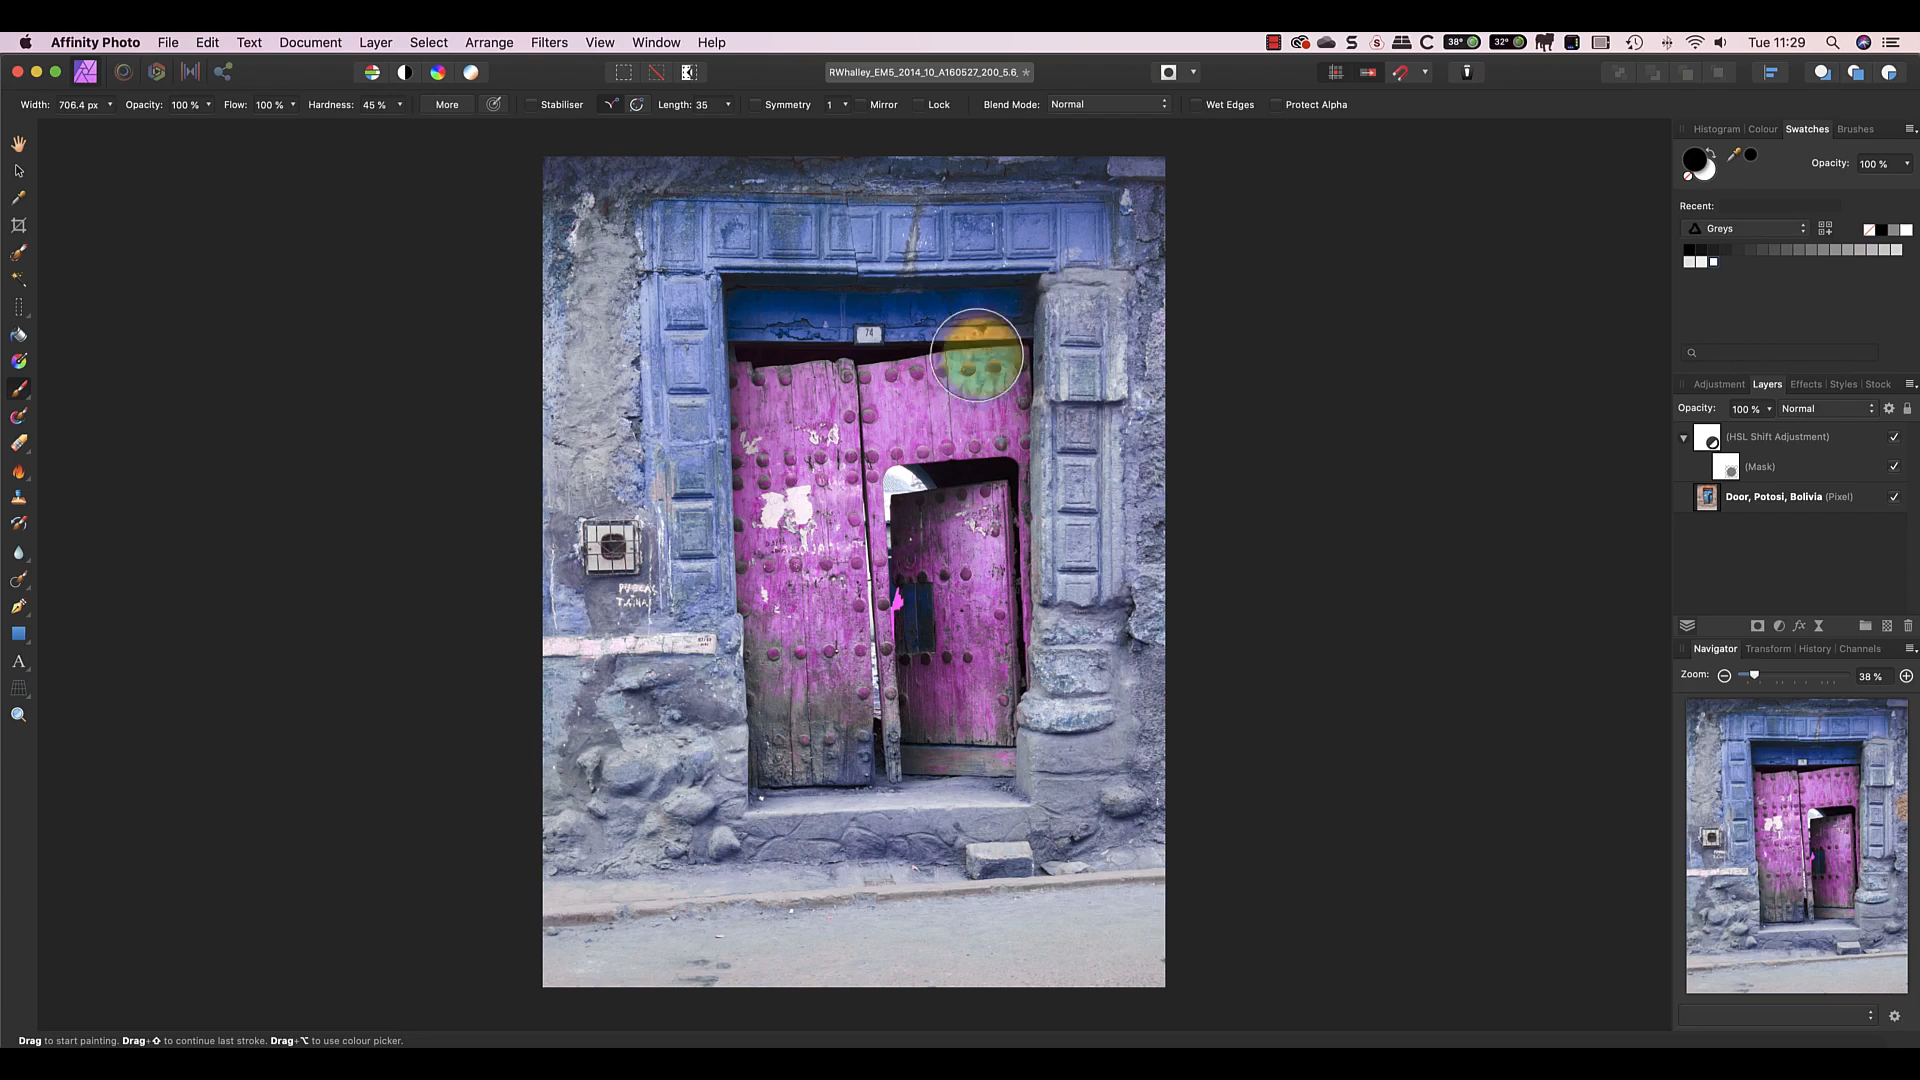 Affinity Photo File Edit Text Document Layer Select Arrange Filters View Window Help
38° 32° Tue 11:29
RWhalley_EM5_2014_10_A160527_200_5.6_
Width: 706.4 px Opacity: 100 % Flow: 100 % Hardness: 45 % More Stabiliser Length: 35 Symmetry 1 Mirror Lock Blend Mode: Normal Wet Edges Protect Alpha
Histogram Colour Swatches Brushes
Opacity: 100 %
Recent:
Greys
74
Adjustment Layers Effects Styles Stock
Opacity: 100 % Normal
(HSL Shift Adjustment)
(Mask)
Door, Potosi, Bolivia (Pixel)
Navigator Transform History Channels
Zoom: 38 %
Drag to start painting. Drag+⇧ to continue last stroke. Drag+⌥ to use colour picker.